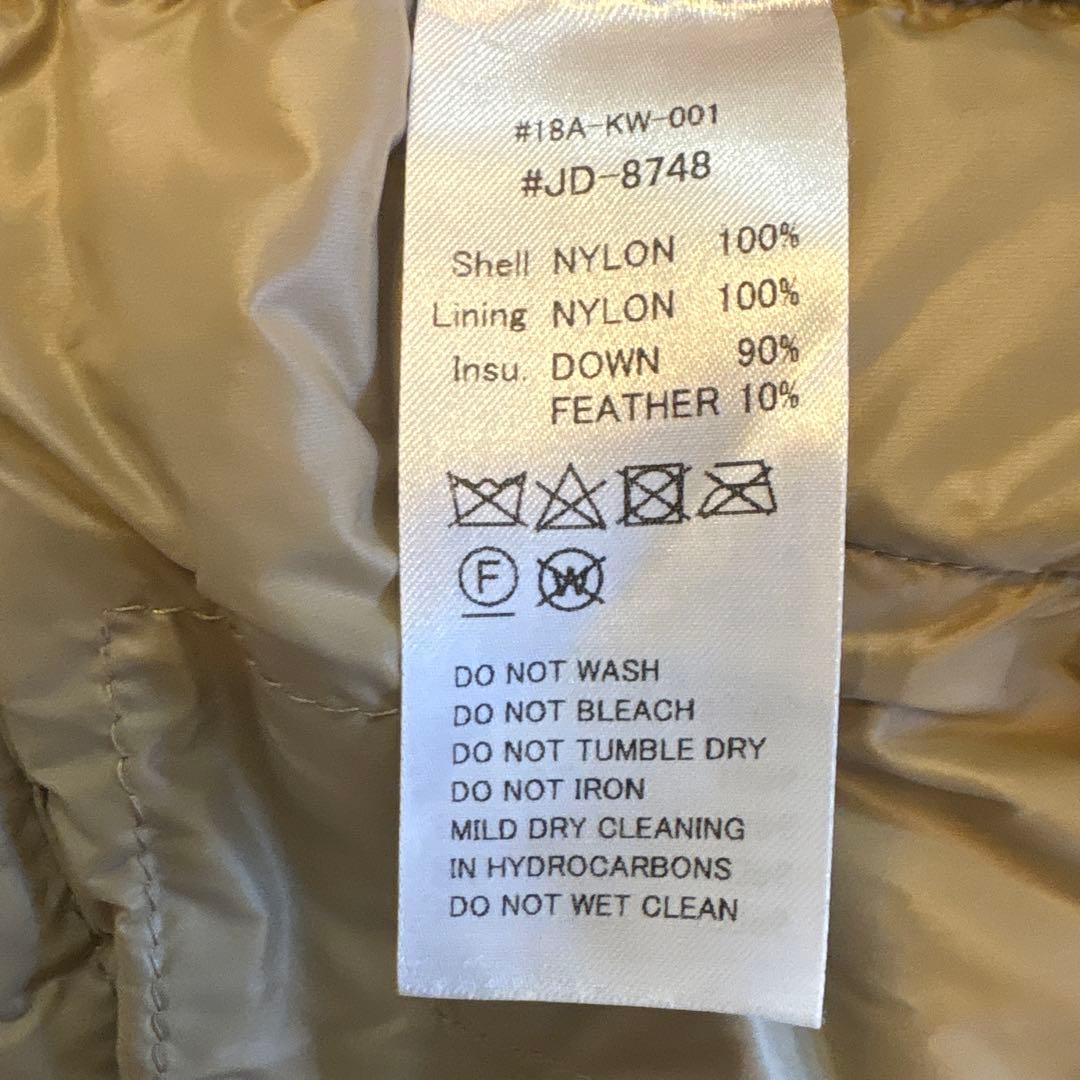 #18A-KW-001
#JD-8748
Shell NYLON 100%
Lining NYLON 100%
Insu. DOWN 90%
FEATHER 10%
F W
DO NOT WASH
DO NOT BLEACH
DO NOT TUMBLE DRY
DO NOT IRON
MILD DRY CLEANING
IN HYDROCARBONS
DO NOT WET CLEAN